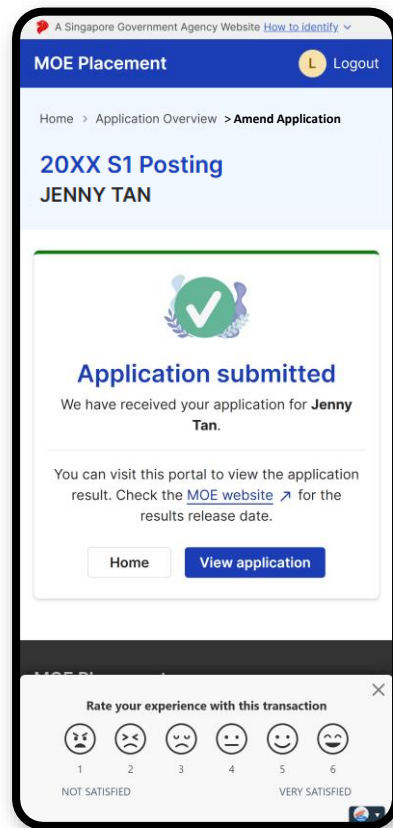 A Singapore Government Agency Website How to identify
MOE Placement
L Logout
Home > Application Overview > Amend Application
20XX S1 Posting
JENNY TAN
Application submitted
We have received your application for Jenny
Tan.
You can visit this portal to view the application
result. Check the MOE website ↗ for the
results release date.
Home View application
MOE Placement
Rate your experience with this transaction
1 2 3 4 5 6
NOT SATISFIED VERY SATISFIED